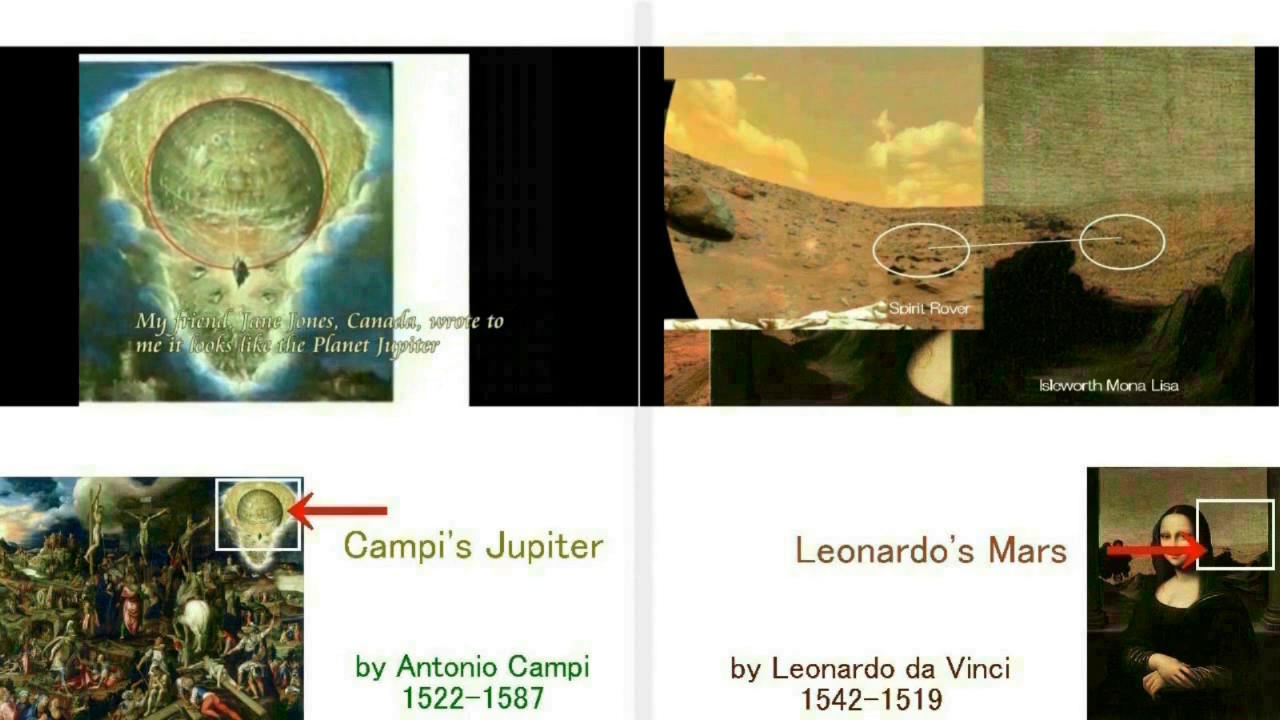 My friend, Jane Jones, Canada, wrote to
me it looks like the Planet Jupiter
Spirit Rover
Isleworth Mona Lisa
Campi's Jupiter
by Antonio Campi
1522-1587
Leonardo's Mars
by Leonardo da Vinci
1542-1519